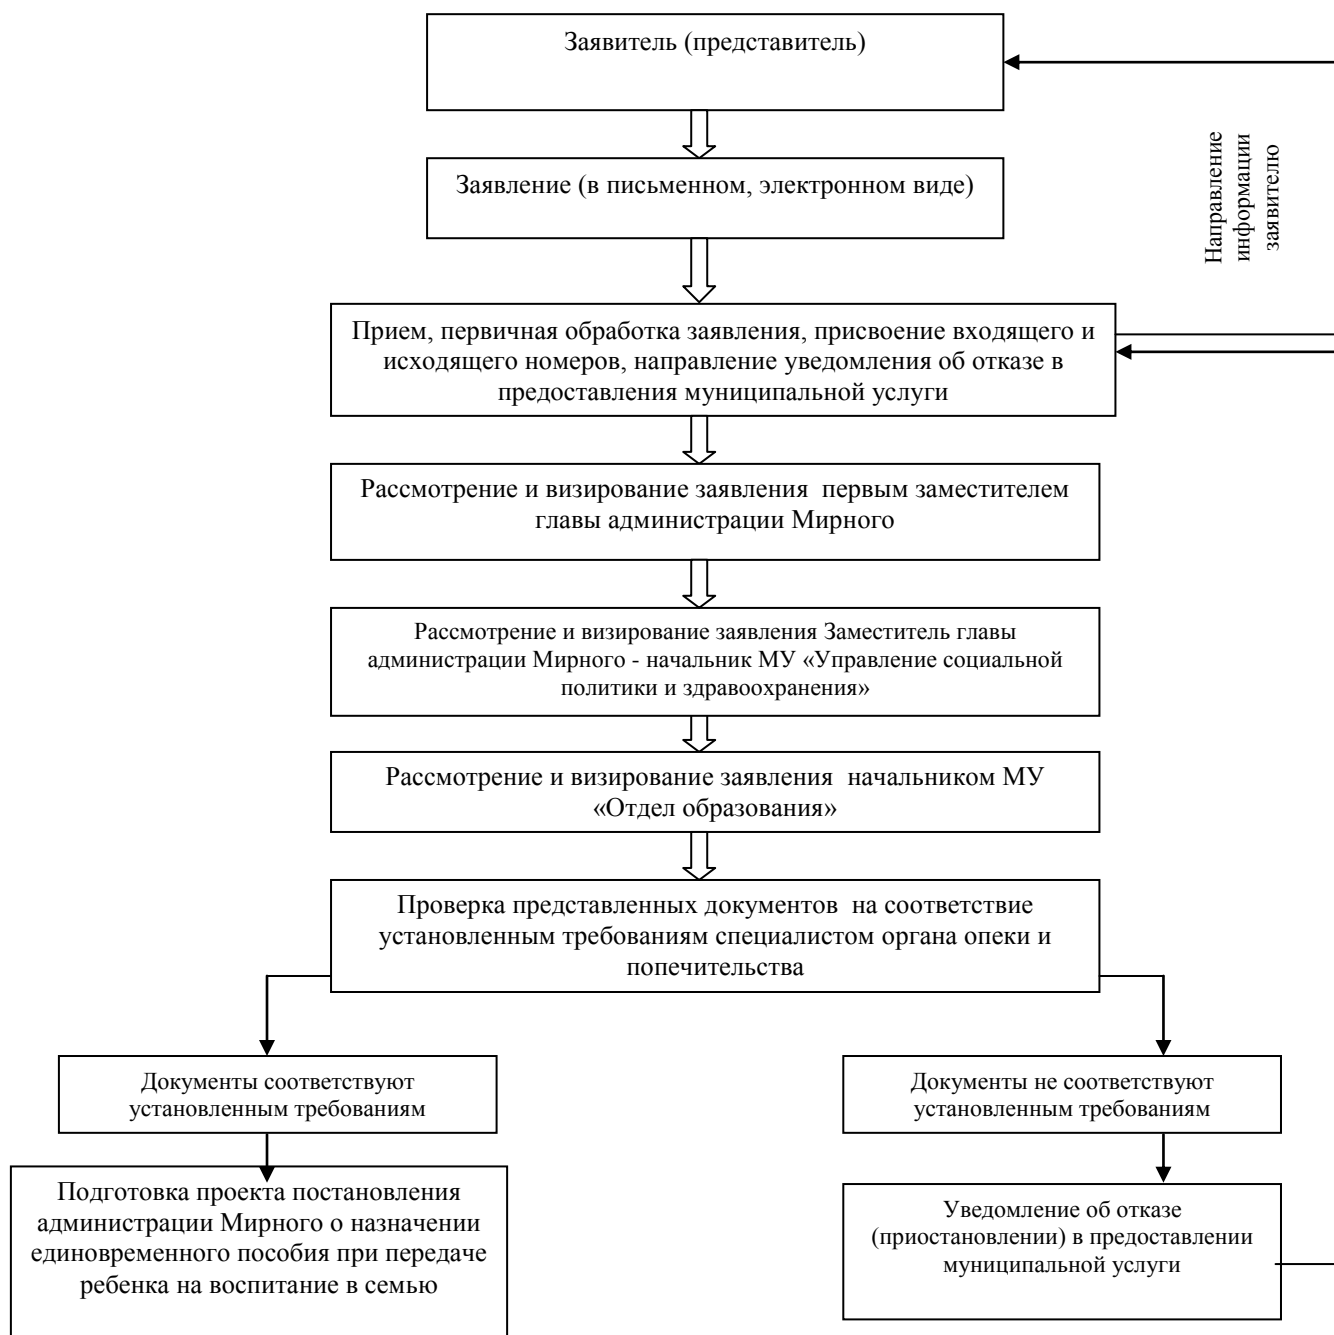 Заявитель (представитель)
Заявление (в письменном, электронном виде)
Направление
информации
заявителю
Прием, первичная обработка заявления, присвоение входящего и
исходящего номеров, направление уведомления об отказе в
предоставления муниципальной услуги
Рассмотрение и визирование заявления первым заместителем
главы администрации Мирного
Рассмотрение и визирование заявления Заместитель главы
администрации Мирного - начальник МУ «Управление социальной
политики и здравоохранения»
Рассмотрение и визирование заявления начальником МУ
«Отдел образования»
Проверка представленных документов на соответствие
установленным требованиям специалистом органа опеки и
попечительства
Документы соответствуют
установленным требованиям
Документы не соответствуют
установленным требованиям
Подготовка проекта постановления
администрации Мирного о назначении
единовременного пособия при передаче
ребенка на воспитание в семью
Уведомление об отказе
(приостановлении) в предоставлении
муниципальной услуги